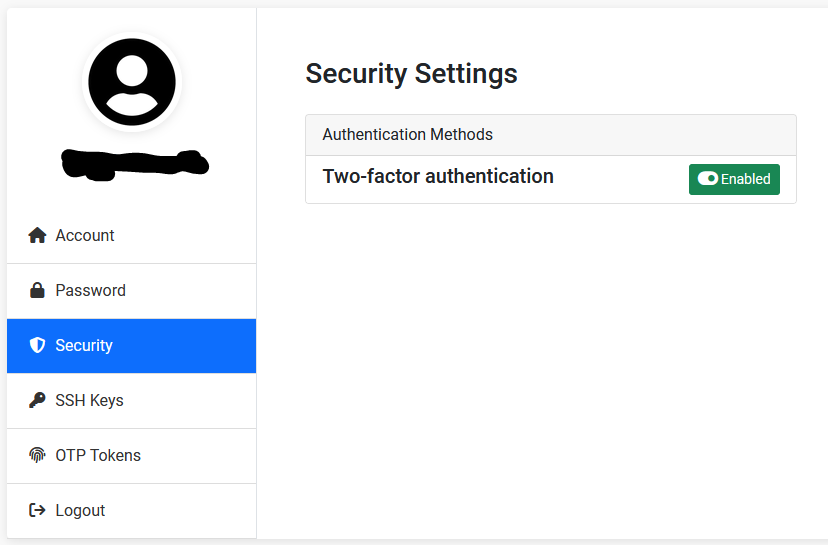 Account
Password
Security
SSH Keys
OTP Tokens
Logout
Security Settings
Authentication Methods
Two-factor authentication
Enabled